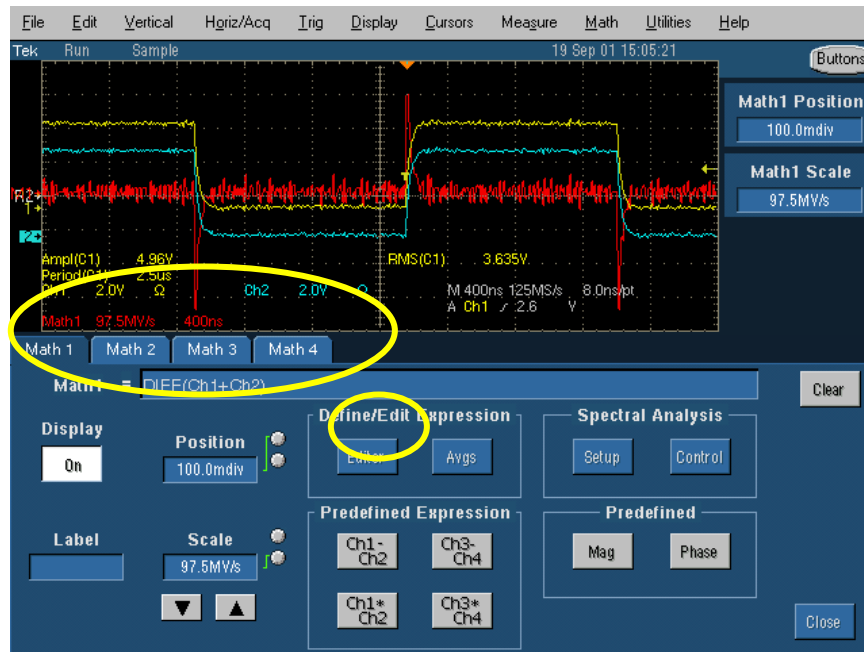 File Edit Vertical Horiz/Acq Trig Display Cursors Measure Math Utilities Help
Tek Run Sample 19 Sep 01 15:05:21
Buttons
Math1 Position
100.0mdiv
Math1 Scale
97.5MV/s
R2
1
2
Ampl(C1) 4.96V RMS(C1) 3.635V
Period(C1) 2.5us
Ch1 2.0V Ω Ch2 2.0V Ω M 400ns 125MS/s 8.0ns/pt
A Ch1 2.6 V
Math1 97.5MV/s 400ns
Math 1 Math 2 Math 3 Math 4
Math1 = DIFF(Ch1+Ch2)
Clear
Display
On
Position
100.0mdiv
Define/Edit Expression
Editor Avgs
Spectral Analysis
Setup Control
Label
Scale
97.5MV/s
Predefined Expression
Ch1-Ch2 Ch3-Ch4
Ch1*Ch2 Ch3*Ch4
Predefined
Mag Phase
Close